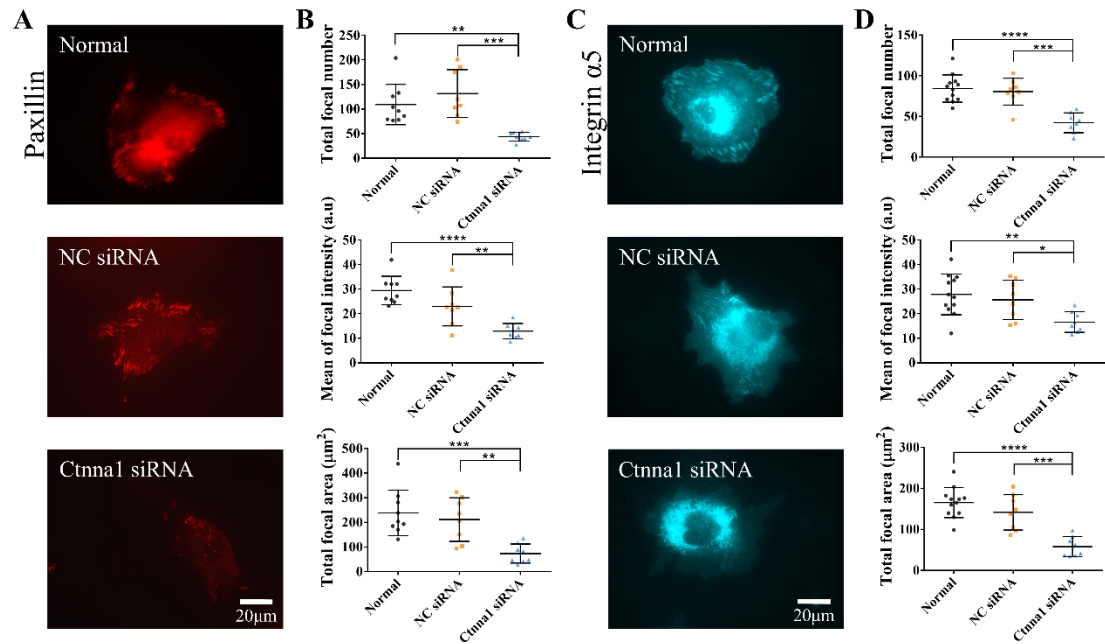 A
Paxillin
Normal
NC siRNA
Ctnna1 siRNA
20μm
B
Total focal number
250
200
150
100
50
0
**
***
Normal
NC siRNA
Ctnna1 siRNA
Mean of focal intensity (a.u)
50
40
30
20
10
0
****
**
Normal
NC siRNA
Ctnna1 siRNA
Total focal area (μm²)
500
400
300
200
100
0
***
**
Normal
NC siRNA
Ctnna1 siRNA
C
Integrin α5
Normal
NC siRNA
Ctnna1 siRNA
20μm
D
Total focal number
150
100
50
0
****
***
Normal
NC siRNA
Ctnna1 siRNA
Mean of focal intensity (a.u)
50
40
30
20
10
0
**
*
Normal
NC siRNA
Ctnna1 siRNA
Total focal area (μm²)
300
200
100
0
****
***
Normal
NC siRNA
Ctnna1 siRNA